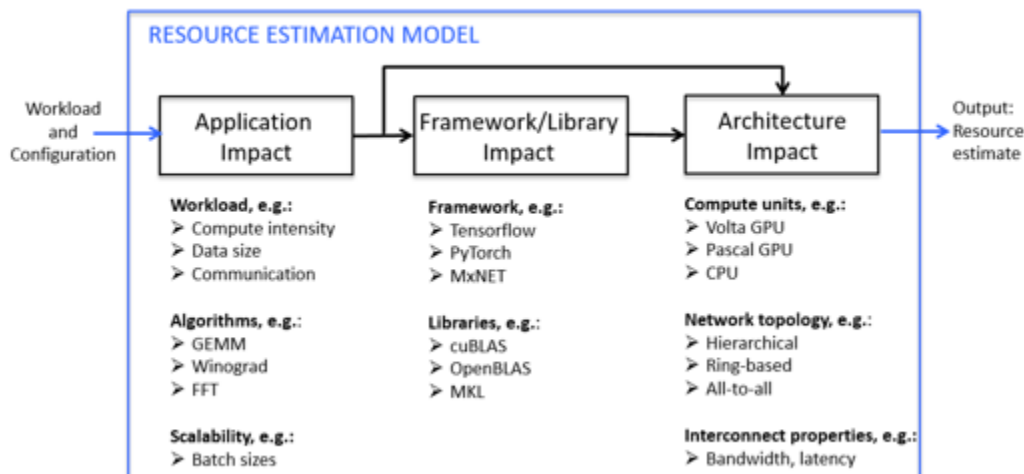 RESOURCE ESTIMATION MODEL
Workload
and
Configuration
Application
Impact
Framework/Library
Impact
Architecture
Impact
Output:
Resource
estimate
Workload, e.g.:
➢ Compute intensity
➢ Data size
➢ Communication
Algorithms, e.g.:
➢ GEMM
➢ Winograd
➢ FFT
Scalability, e.g.:
➢ Batch sizes
Framework, e.g.:
➢ Tensorflow
➢ PyTorch
➢ MxNET
Libraries, e.g.:
➢ cuBLAS
➢ OpenBLAS
➢ MKL
Compute units, e.g.:
➢ Volta GPU
➢ Pascal GPU
➢ CPU
Network topology, e.g.:
➢ Hierarchical
➢ Ring-based
➢ All-to-all
Interconnect properties, e.g.:
➢ Bandwidth, latency